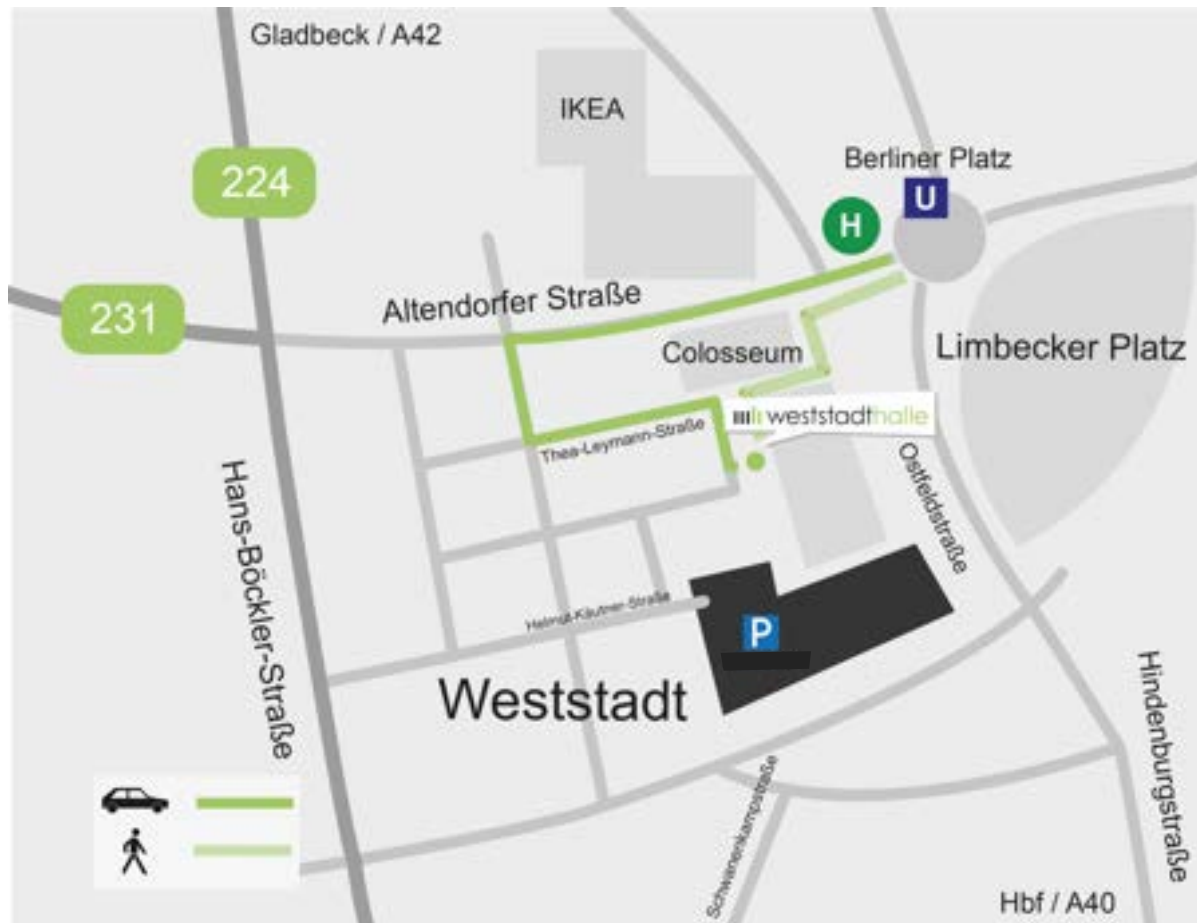 Gladbeck / A42
IKEA
224
Berliner Platz
U
H
231
Altendorfer Straße
Colosseum
Limbecker Platz
weststadthalle
Thea-Leymann-Straße
Ostfeldstraße
Hans-Böckler-Straße
Helmut-Käutner-Straße
P
Weststadt
Hindenburgstraße
Schwanenkampstraße
Hbf / A40